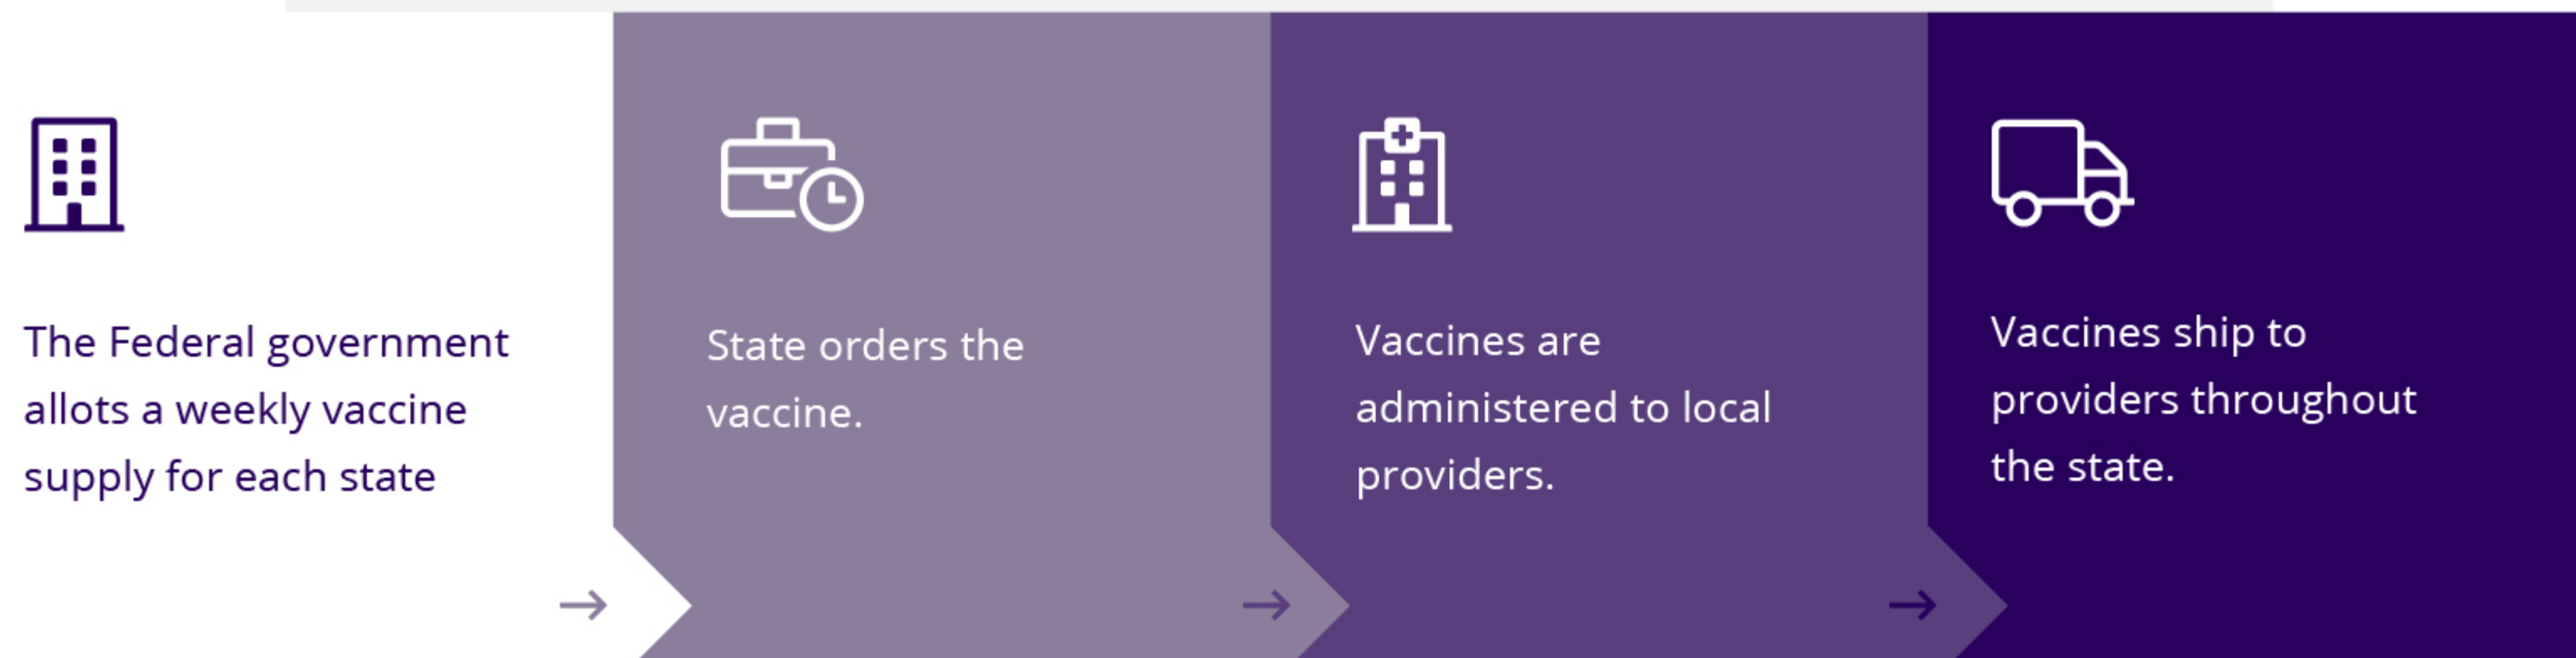 The Federal government
allots a weekly vaccine
supply for each state
State orders the
vaccine.
Vaccines are
administered to local
providers.
Vaccines ship to
providers throughout
the state.